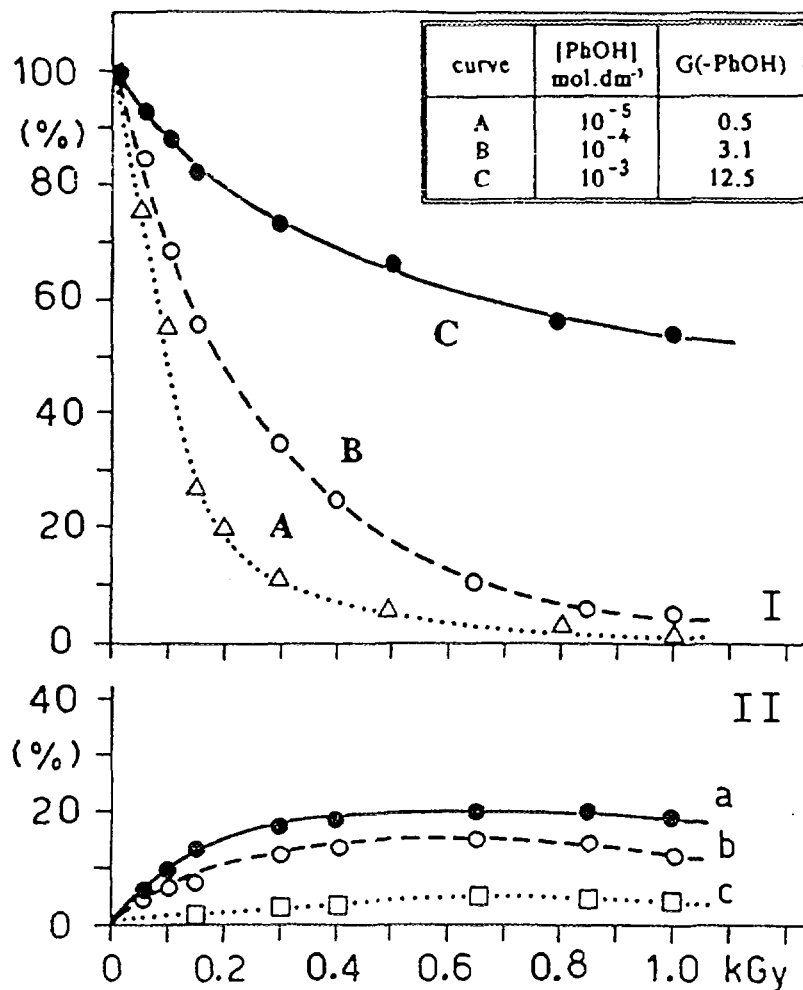 100
(%)
80
60
40
20
0
curve [PhOH] mol.dm⁻¹ G(-PhOH)
A 10⁻⁵ 0.5
B 10⁻⁴ 3.1
C 10⁻³ 12.5
C
B
A
I
II
40
(%)
20
0
a
b
c
0 0.2 0.4 0.6 0.8 1.0 kGy